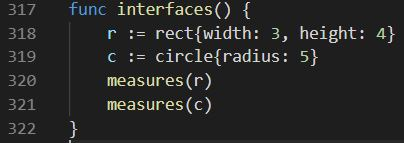 317 func interfaces() {
318     r := rect{width: 3, height: 4}
319     c := circle{radius: 5}
320     measures(r)
321     measures(c)
322 }